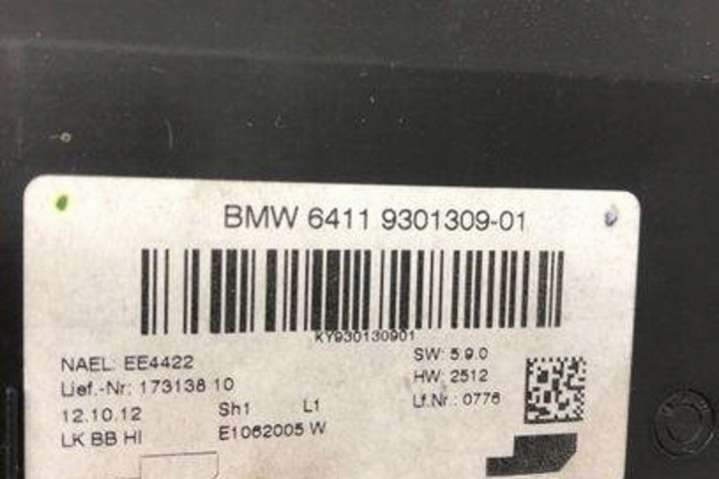 BMW 6411 9301309-01
KY930130901
NAEL: EE4422
SW: 5.9.0
Lief.-Nr: 173138 10
HW: 2512
12.10.12 Sh1 L1
Lf.Nr.: 0776
LK BB HI E1062005 W